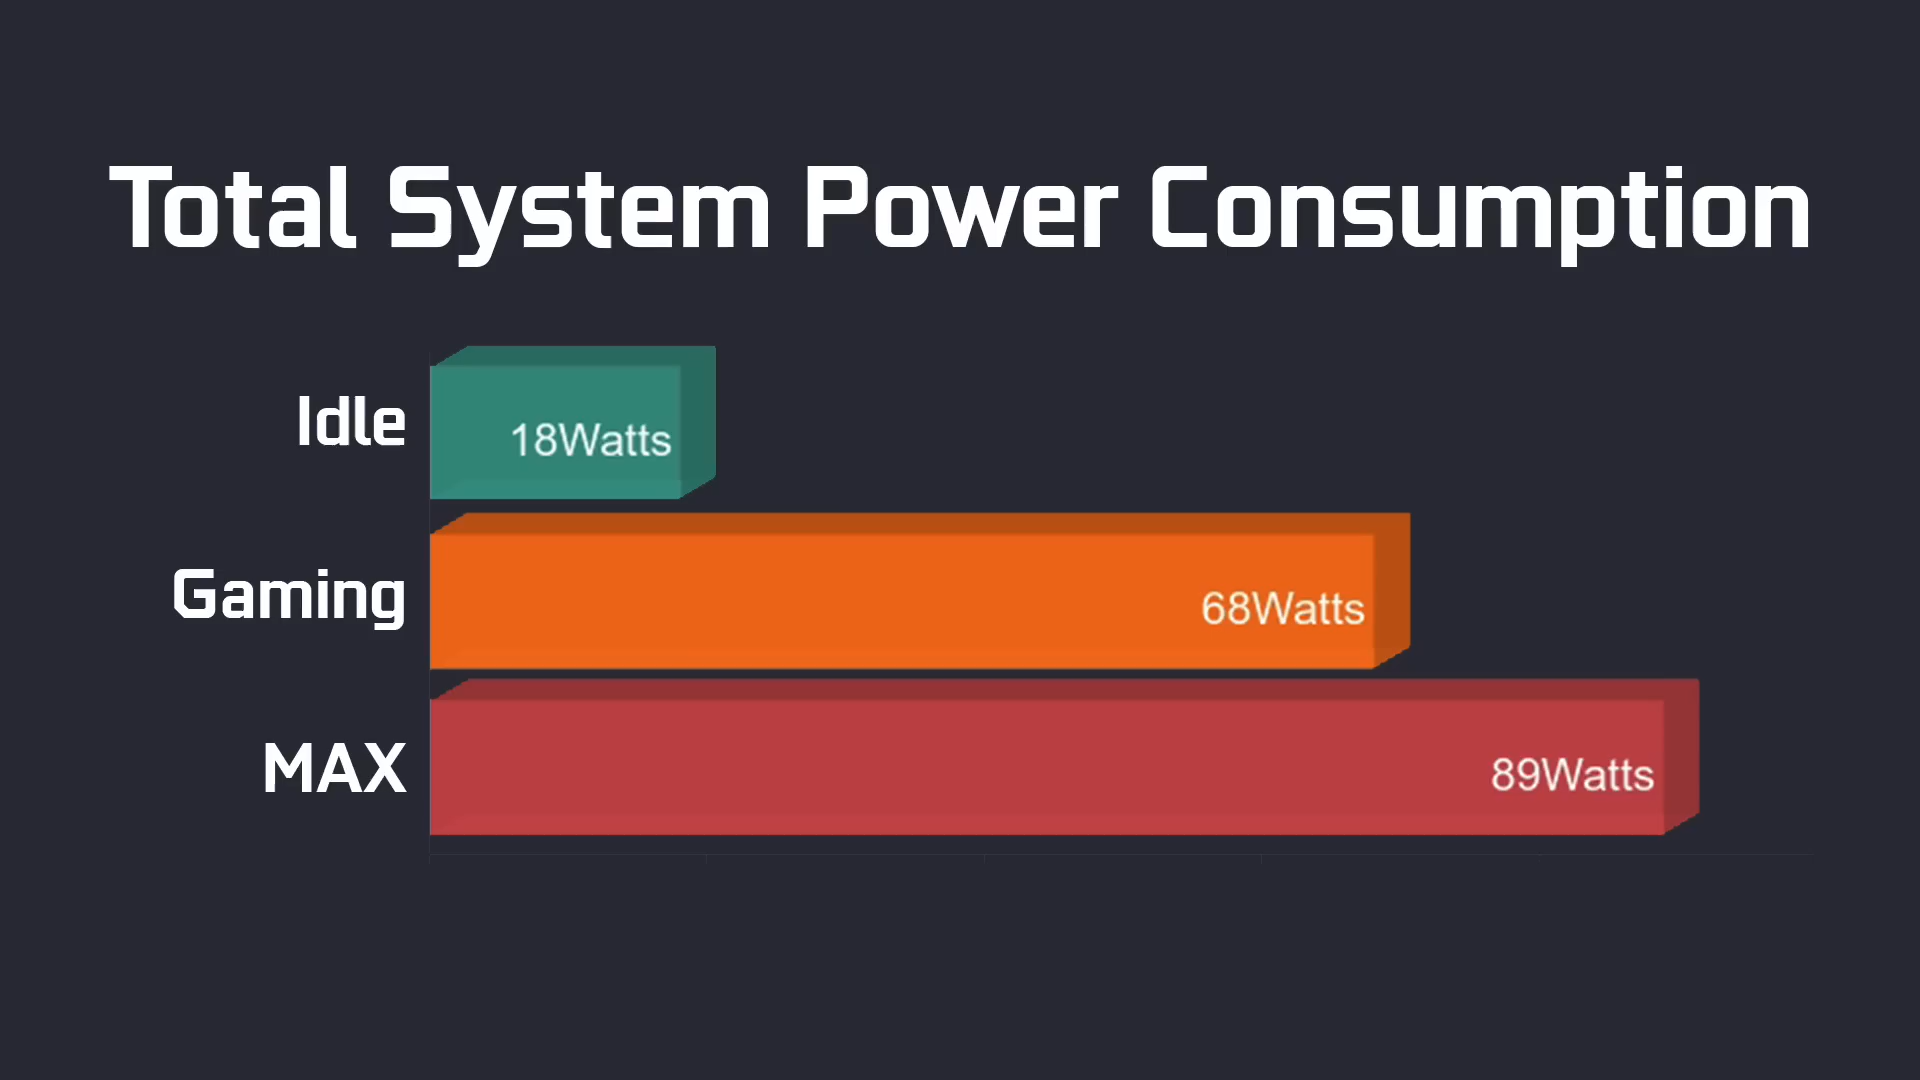 Total System Power Consumption
Idle
18Watts
Gaming
68Watts
MAX
89Watts